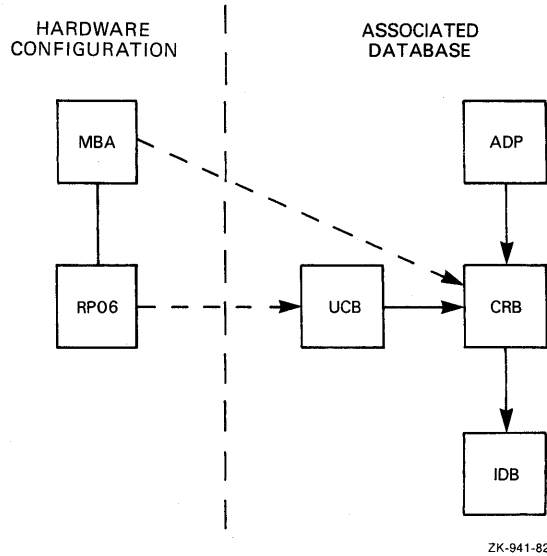 HARDWARE
CONFIGURATION
ASSOCIATED
DATABASE
MBA
ADP
RP06
UCB
CRB
IDB
ZK-941-82